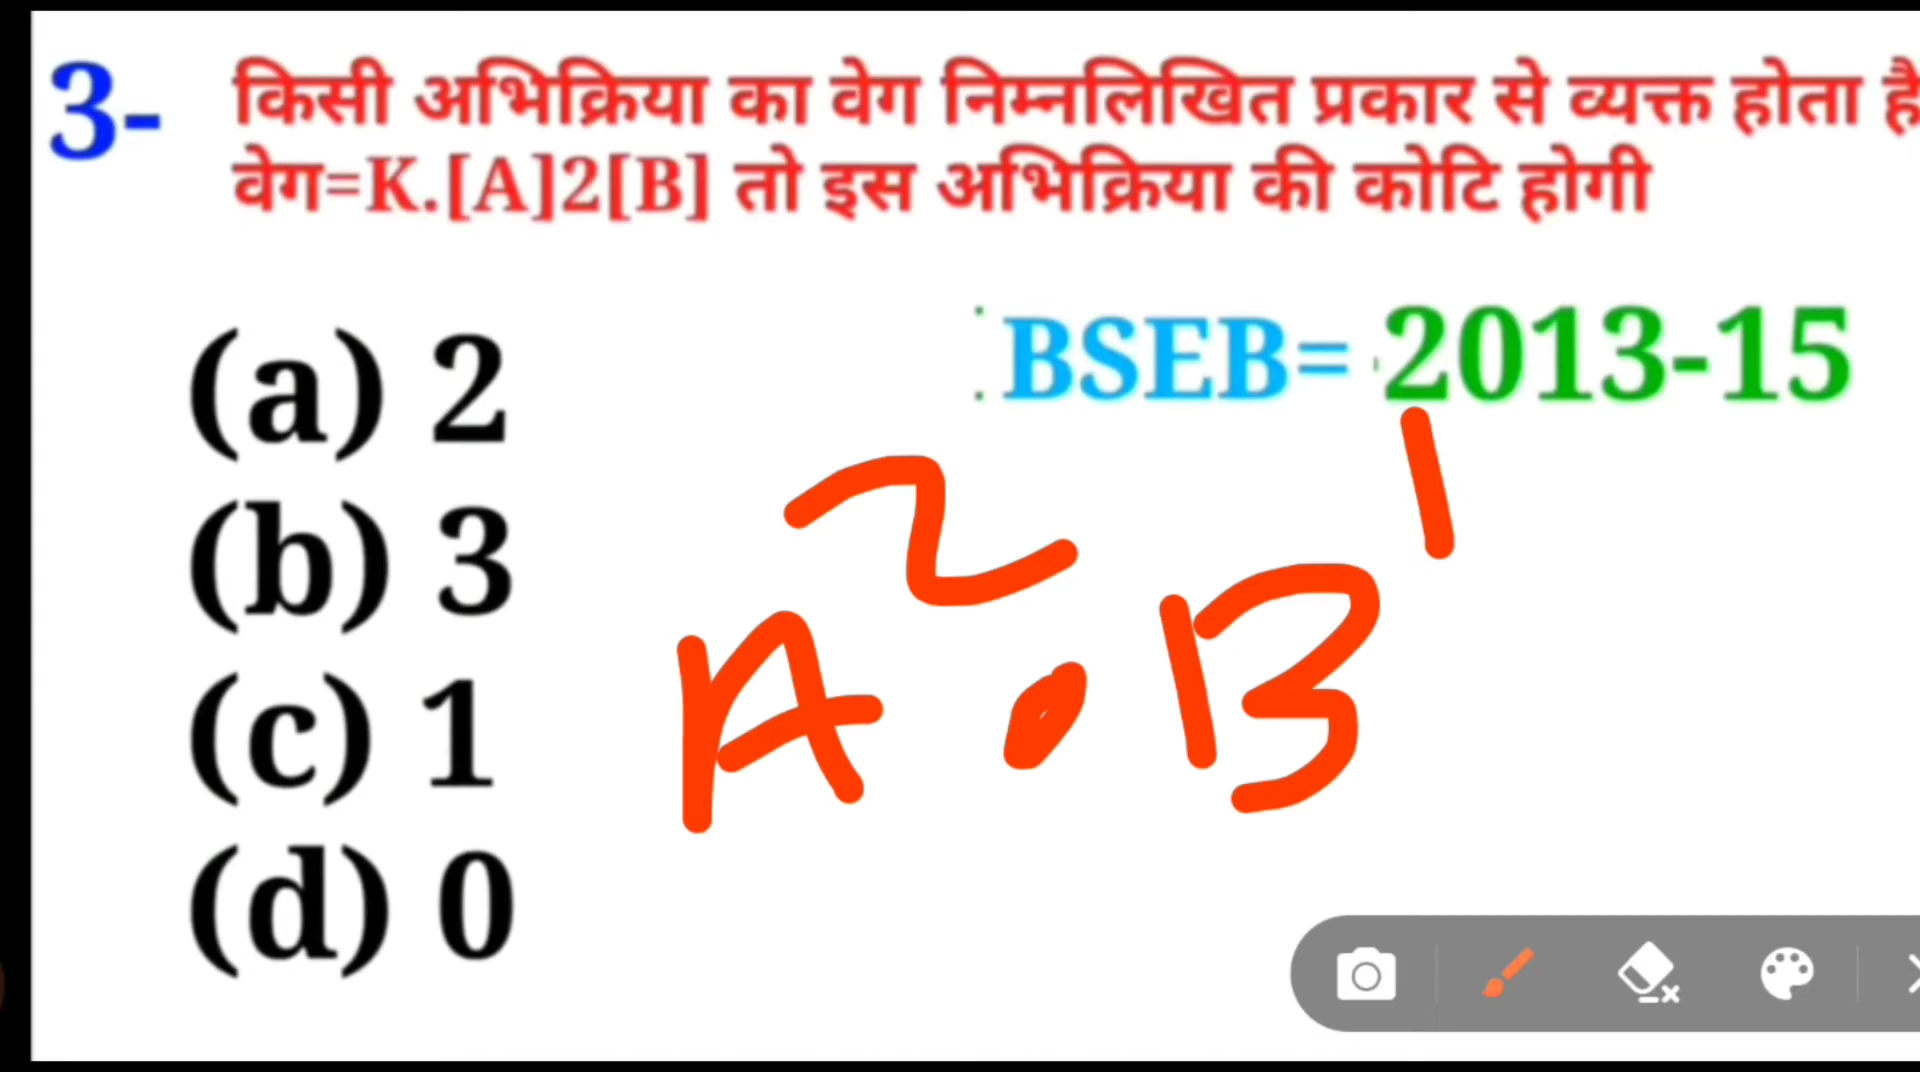 3- किसी अभिक्रिया का वेग निम्नलिखित प्रकार से व्यक्त होता है
वेग=K.[A]2[B] तो इस अभिक्रिया की कोटि होगी
BSEB= 2013-15
(a) 2
(b) 3
(c) 1
(d) 0
A² . B¹